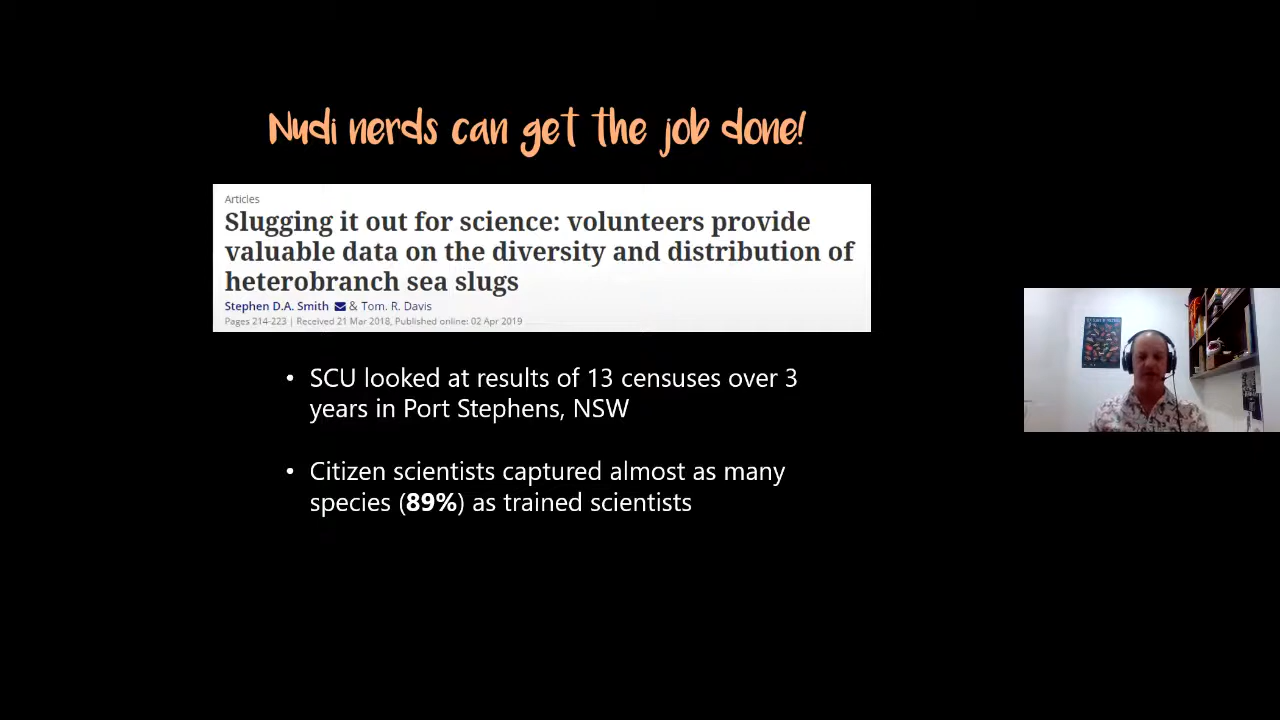 Nudi nerds can get the job done!
Articles
Slugging it out for science: volunteers provide
valuable data on the diversity and distribution of
heterobranch sea slugs
Stephen D.A. Smith & Tom. R. Davis
Pages 214-223 | Received 21 Mar 2018, Published online: 02 Apr 2019
• SCU looked at results of 13 censuses over 3
years in Port Stephens, NSW
• Citizen scientists captured almost as many
species (89%) as trained scientists